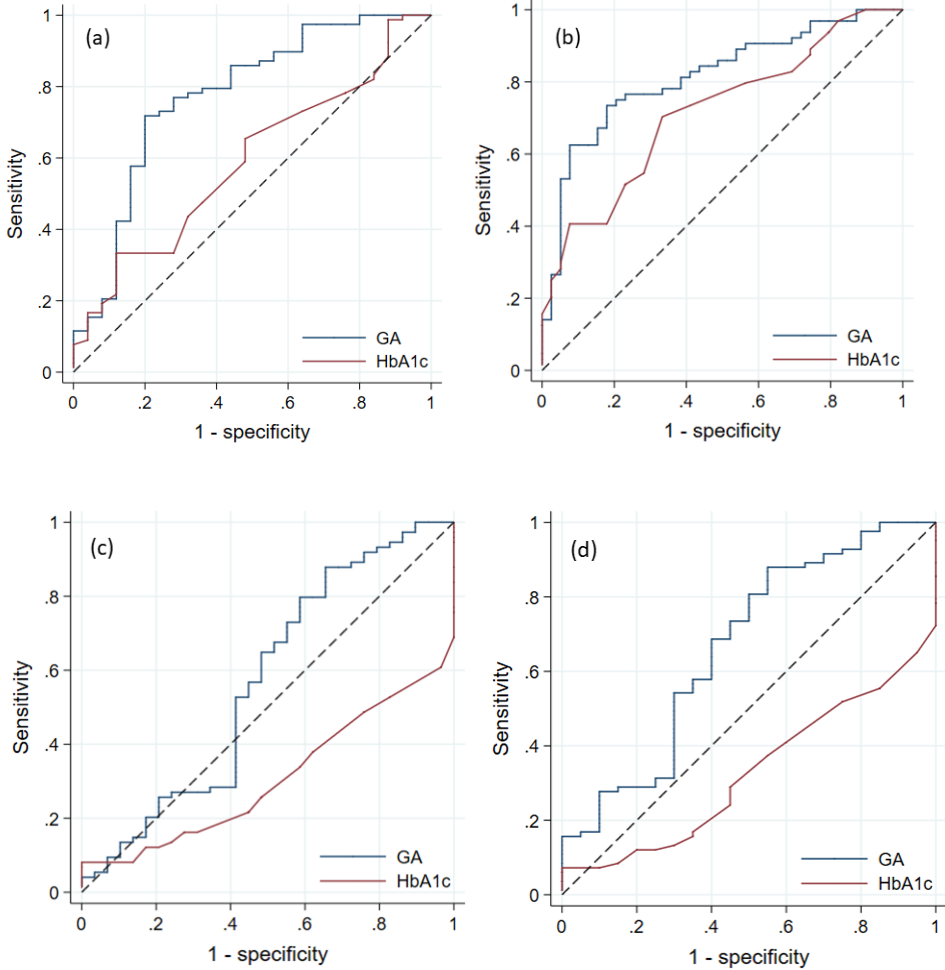 (a)
Sensitivity
1
.8
.6
.4
.2
0
0 .2 .4 .6 .8 1
1 - specificity
GA
HbA1c
(b)
Sensitivity
1
.8
.6
.4
.2
0
0 .2 .4 .6 .8 1
1 - specificity
GA
HbA1c
(c)
Sensitivity
1
.8
.6
.4
.2
0
0 .2 .4 .6 .8 1
1 - specificity
GA
HbA1c
(d)
Sensitivity
1
.8
.6
.4
.2
0
0 .2 .4 .6 .8 1
1 - specificity
GA
HbA1c